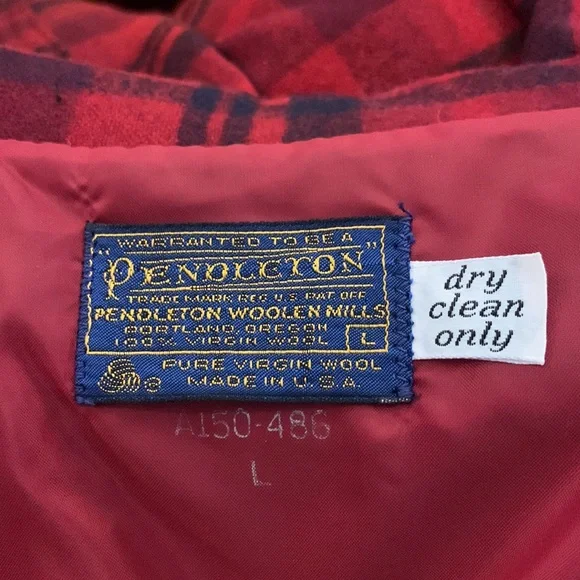 "WARRANTED TO BE A"
PENDLETON
TRADE MARK REG U.S. PAT OFF
PENDLETON WOOLEN MILLS
PORTLAND, OREGON
100% VIRGIN WOOL L
PURE VIRGIN WOOL
MADE IN U.S.A.
dry
clean
only
A150-486
L